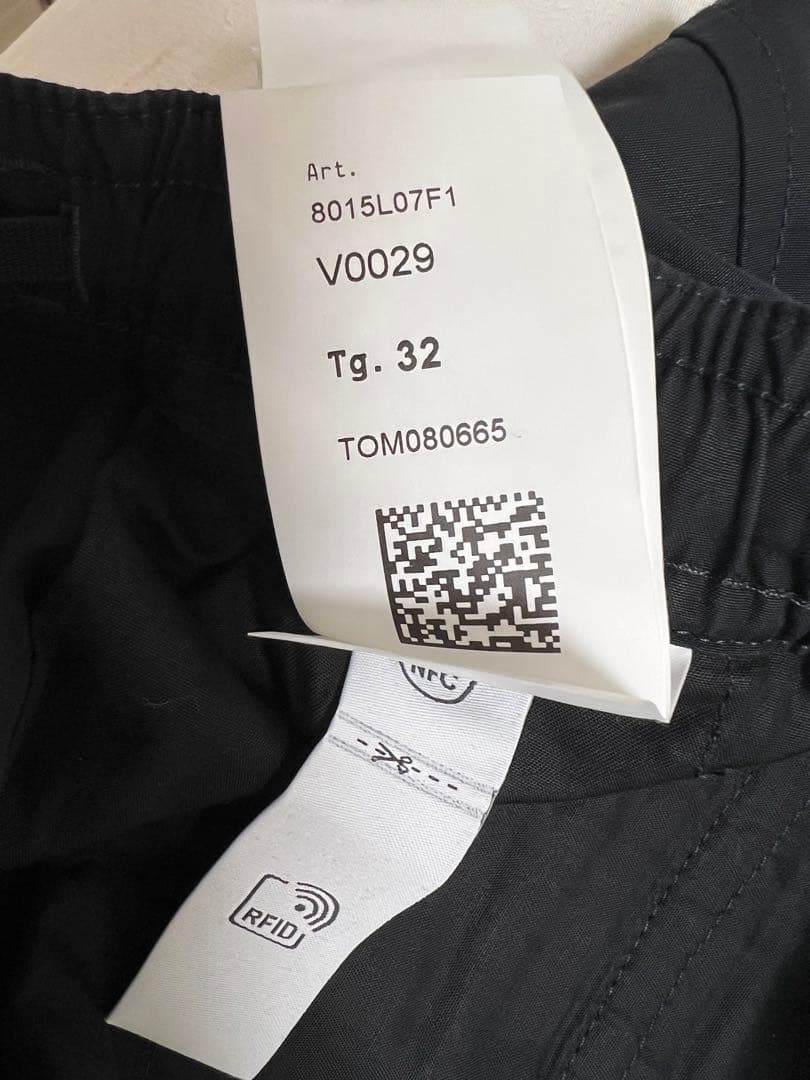 Art.
8015L07F1
V0029
Tg. 32
TOM080665
NFC
RFID